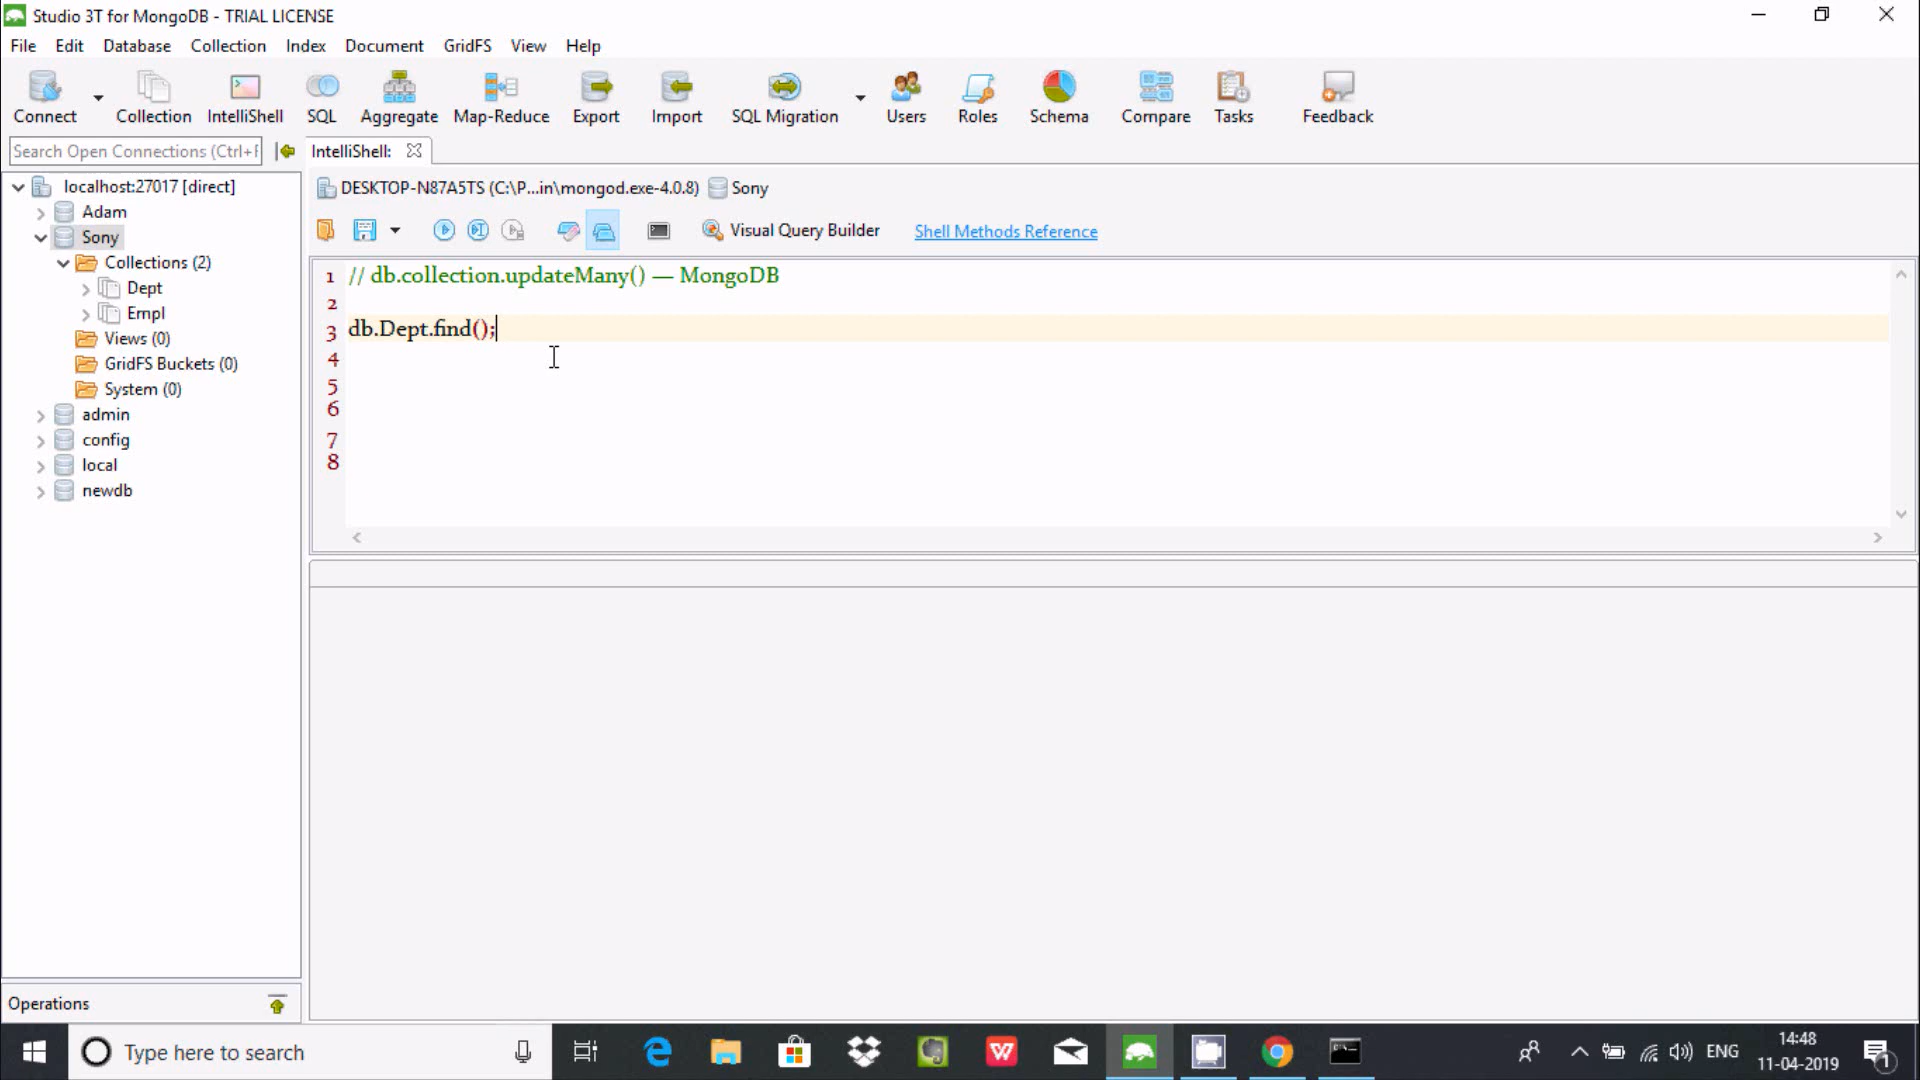 Studio 3T for MongoDB - TRIAL LICENSE
File Edit Database Collection Index Document GridFS View Help
Connect Collection IntelliShell SQL Aggregate Map-Reduce Export Import SQL Migration Users Roles Schema Compare Tasks Feedback
Search Open Connections (Ctrl+F
IntelliShell:
localhost:27017 [direct]
Adam
Sony
Collections (2)
Dept
Empl
Views (0)
GridFS Buckets (0)
System (0)
admin
config
local
newdb
DESKTOP-N87A5TS (C:\P...in\mongod.exe-4.0.8) Sony
Visual Query Builder Shell Methods Reference
1 // db.collection.updateMany() — MongoDB
2
3 db.Dept.find();
4
5
6
7
8
Operations
Type here to search
ENG
14:48
11-04-2019
1